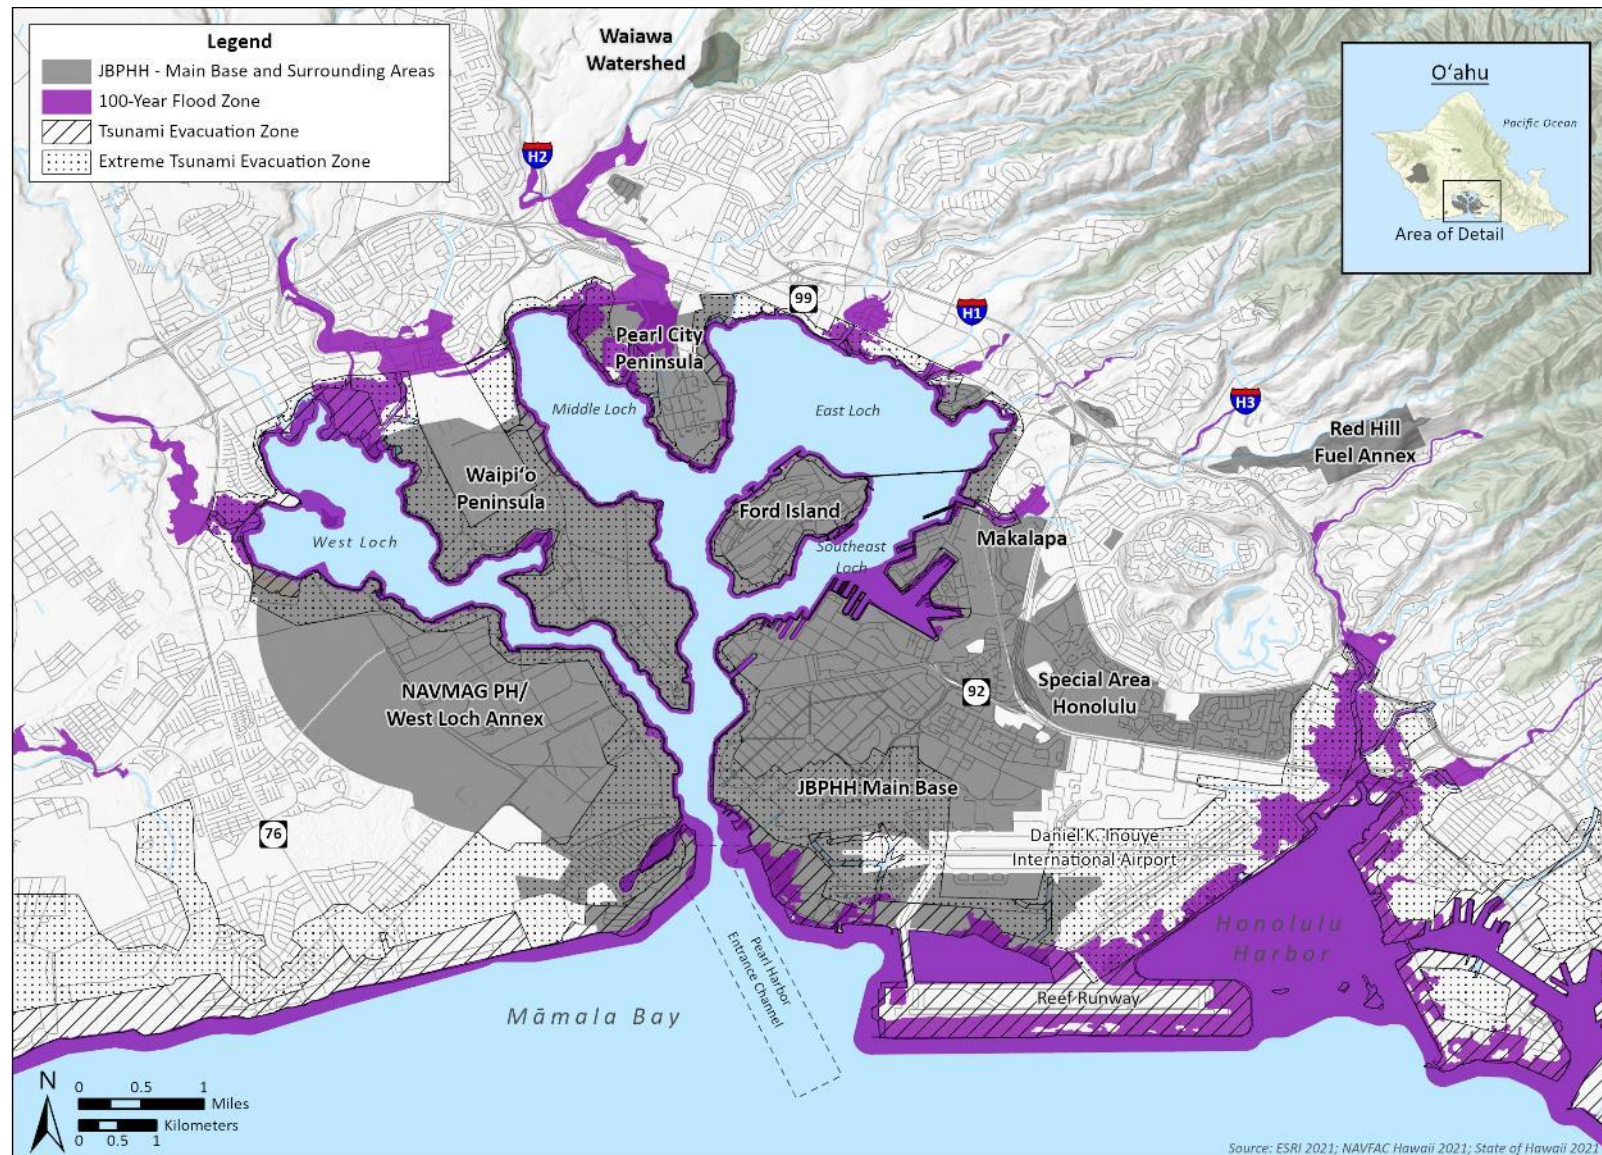 Legend
JBPHH - Main Base and Surrounding Areas
100-Year Flood Zone
Tsunami Evacuation Zone
Extreme Tsunami Evacuation Zone
Waiawa
Watershed
O‘ahu
Pacific Ocean
Area of Detail
H2
99
H1
H3
Pearl City
Peninsula
Middle Loch
East Loch
Red Hill
Fuel Annex
Waipi‘o
Peninsula
Ford Island
West Loch
Southeast
Loch
Makalapa
NAVMAG PH/
West Loch Annex
92
Special Area
Honolulu
JBPHH Main Base
76
Daniel K. Inouye
International Airport
Honolulu
Harbor
Pearl Harbor
Entrance Channel
Reef Runway
Māmala Bay
N
0 0.5 1
Miles
Kilometers
0 0.5 1
Source: ESRI 2021; NAVFAC Hawaii 2021; State of Hawaii 2021